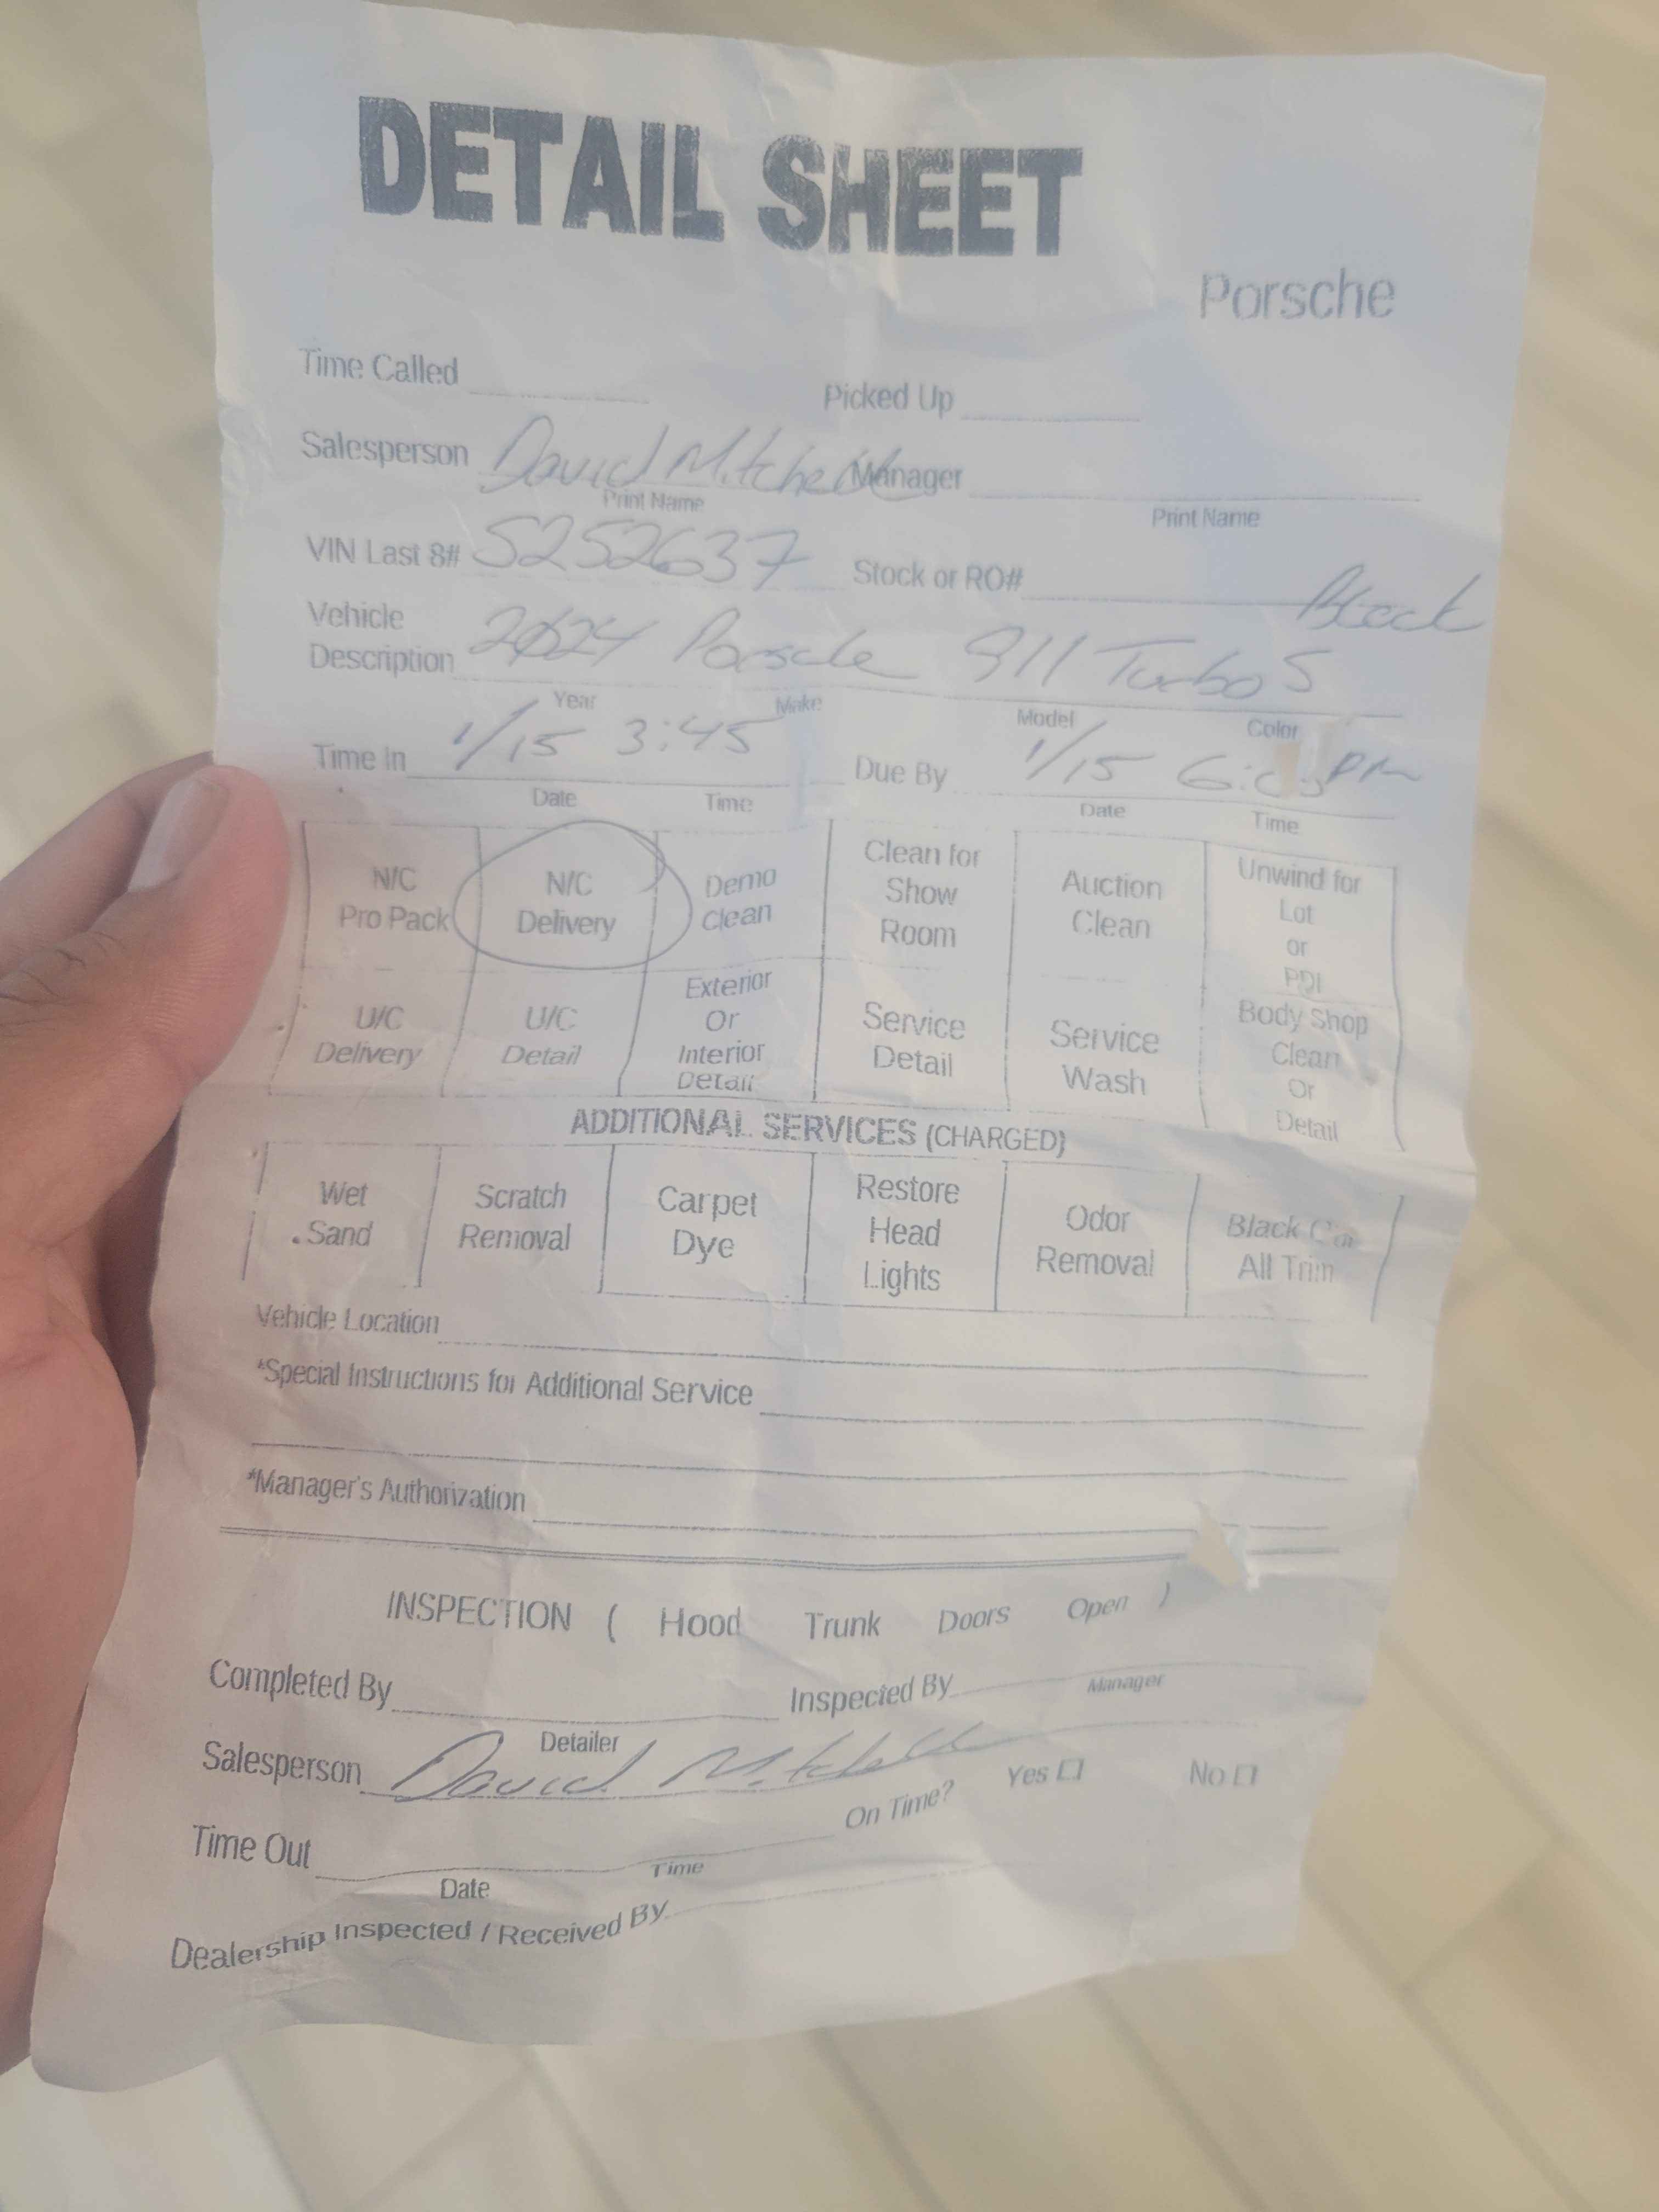 DETAIL SHEET
Porsche
Time Called Picked Up
Salesperson David Mitchell Manager
Print Name Print Name
VIN Last 8# S252637 Stock or RO#
Black
Vehicle
Description 2024 Porsche 911 Turbo S
Year Make Model Color
Time In 1/15 3:45 Due By 1/15 PM
Date Time Date Time
N/C Pro Pack N/C Delivery Demo Clean Clean for Show Room Auction Clean Unwind for Lot or PDI
U/C Delivery U/C Detail Exterior Or Interior Detail Service Detail Service Wash Body Shop Clean Or Detail
ADDITIONAL SERVICES (CHARGED)
Wet Sand Scratch Removal Carpet Dye Restore Head Lights Odor Removal Black Car All Trim
Vehicle Location
*Special Instructions for Additional Service
*Manager's Authorization
INSPECTION ( Hood Trunk Doors Open )
Completed By Inspected By
Detailer Manager
Salesperson David Mitchell
On Time? Yes No
Time Out
Date Time
Dealership Inspected / Received By